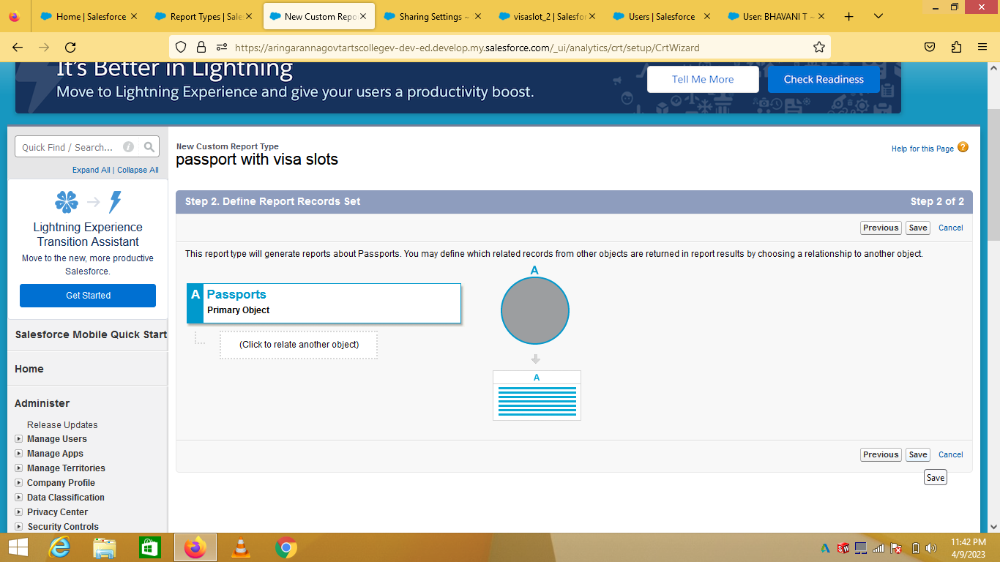 Home | Salesforce
Report Types | Sale
New Custom Repo
Sharing Settings ~
visaslot_2 | Salesfor
Users | Salesforce
User: BHAVANI T ~
https://aringarannagovtartscollegev-dev-ed.develop.my.salesforce.com/_ui/analytics/crt/setup/CrtWizard
It's Better in Lightning
Move to Lightning Experience and give your users a productivity boost.
Tell Me More
Check Readiness
Quick Find / Search...
Expand All | Collapse All
Lightning Experience
Transition Assistant
Move to the new, more productive
Salesforce.
Get Started
Salesforce Mobile Quick Start
Home
Administer
Release Updates
Manage Users
Manage Apps
Manage Territories
Company Profile
Data Classification
Privacy Center
Security Controls
New Custom Report Type
passport with visa slots
Help for this Page
Step 2. Define Report Records Set
Step 2 of 2
Previous Save Cancel
This report type will generate reports about Passports. You may define which related records from other objects are returned in report results by choosing a relationship to another object.
A
A Passports
Primary Object
(Click to relate another object)
A
Previous Save Cancel
Save
11:42 PM
4/9/2023